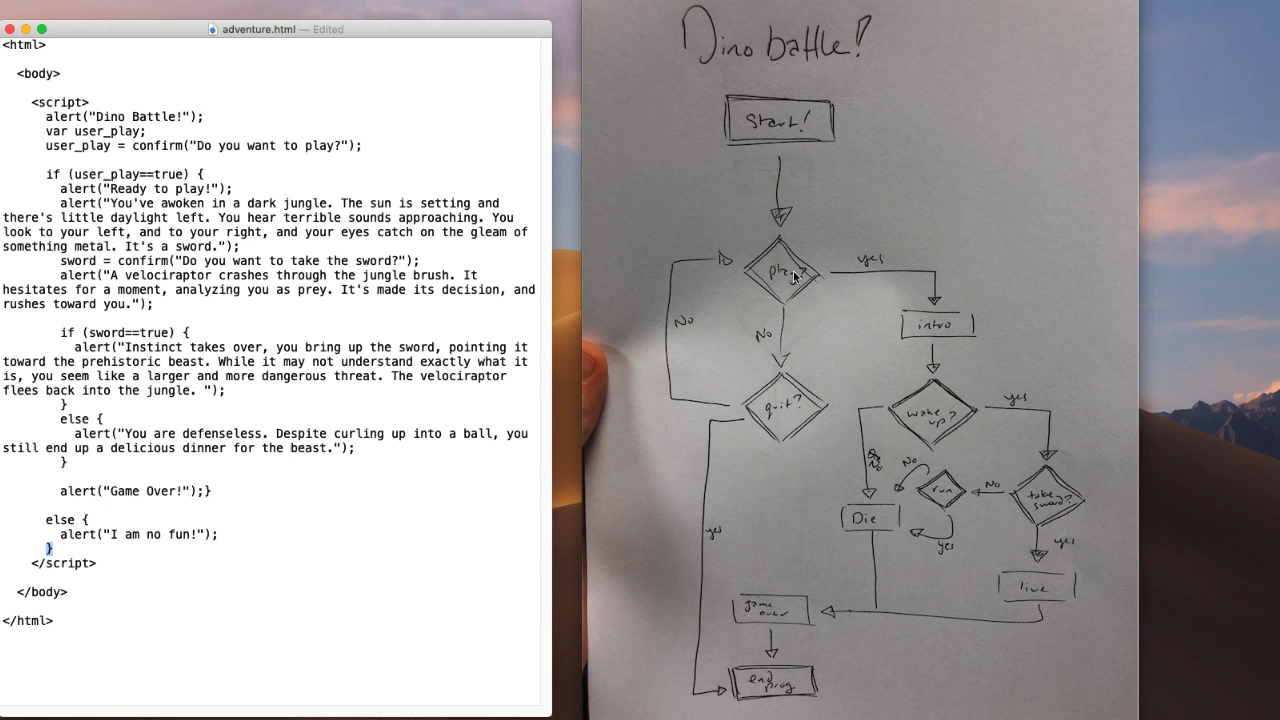 adventure.html — Edited
<html>
<body>
<script>
alert("Dino Battle!");
var user_play;
user_play = confirm("Do you want to play?");
if (user_play==true) {
alert("Ready to play!");
alert("You've awoken in a dark jungle. The sun is setting and
there's little daylight left. You hear terrible sounds approaching. You
look to your left, and to your right, and your eyes catch on the gleam of
something metal. It's a sword.");
sword = confirm("Do you want to take the sword?");
alert("A velociraptor crashes through the jungle brush. It
hesitates for a moment, analyzing you as prey. It's made its decision, and
rushes toward you.");
if (sword==true) {
alert("Instinct takes over, you bring up the sword, pointing it
toward the prehistoric beast. While it may not understand exactly what it
is, you seem like a larger and more dangerous threat. The velociraptor
flees back into the jungle. ");
}
else {
alert("You are defenseless. Despite curling up into a ball, you
still end up a delicious dinner for the beast.");
}
alert("Game Over!");}
else {
alert("I am no fun!");
}
</script>
</body>
</html>
Dino battle!
Start!
play?
yes
No
No
intro
quit?
wake
up?
yes
No
No
run
No
take
sword?
Die
yes
yes
yes
live
game
over
end
prog